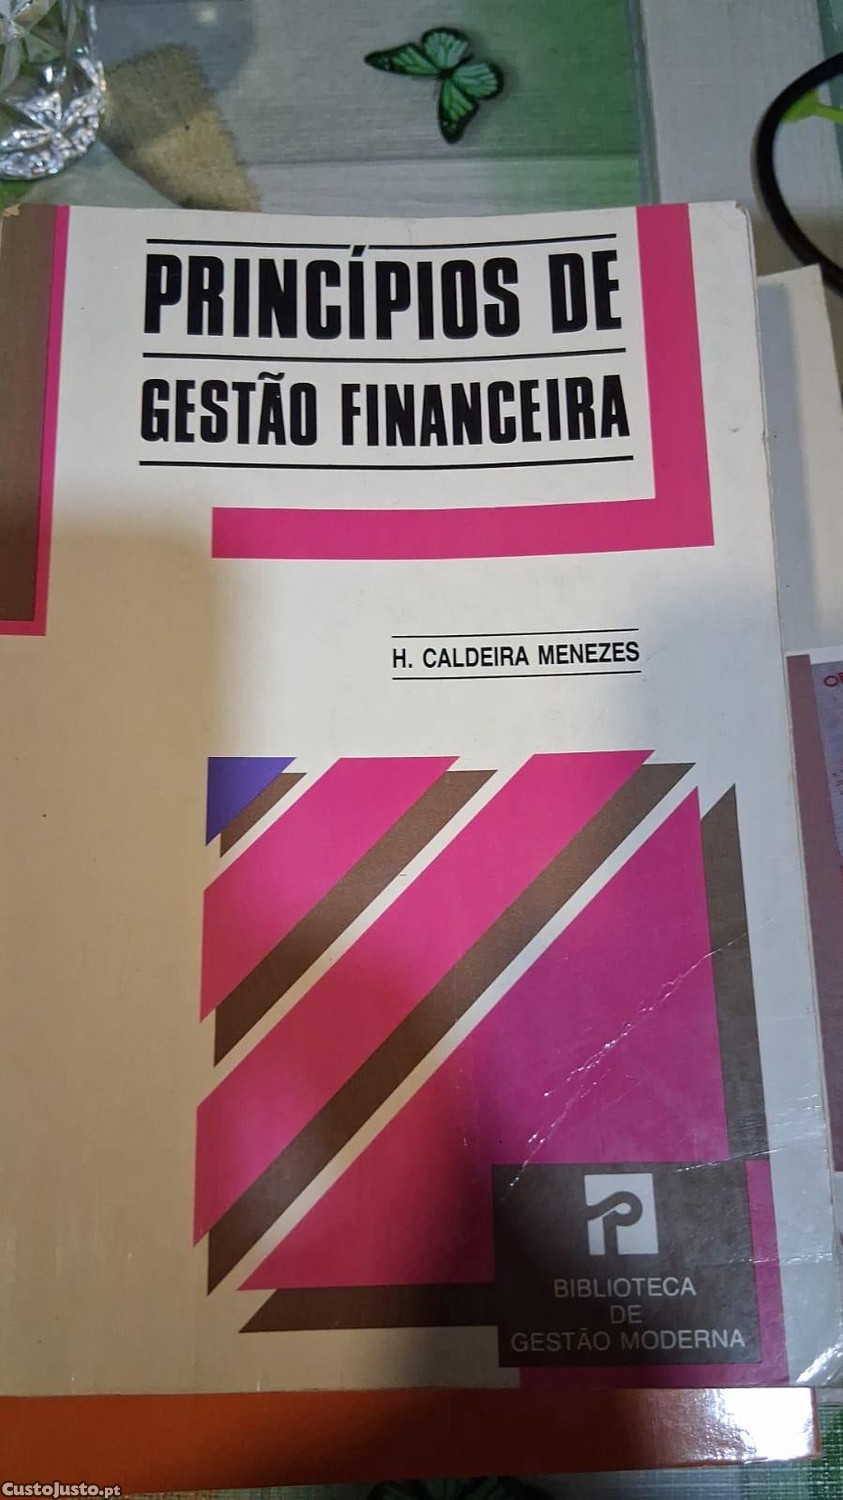 PRINCÍPIOS DE
GESTÃO FINANCEIRA
H. CALDEIRA MENEZES
BIBLIOTECA
DE
GESTÃO MODERNA
CustoJusto.pt